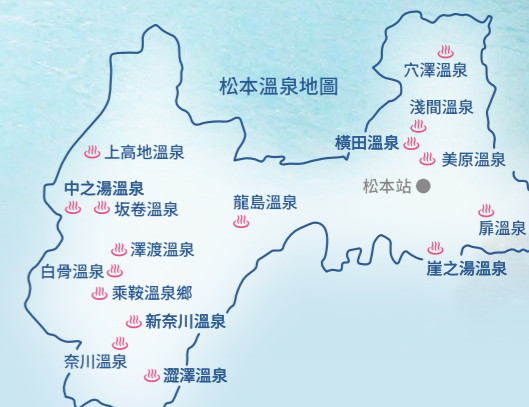 穴澤溫泉
松本溫泉地圖
淺間溫泉
橫田溫泉
上高地溫泉
美原溫泉
中之湯溫泉
松本站
坂卷溫泉
龍島溫泉
扉溫泉
澤渡溫泉
白骨溫泉
崖之湯溫泉
乘鞍溫泉鄉
新奈川溫泉
奈川溫泉
澀澤溫泉